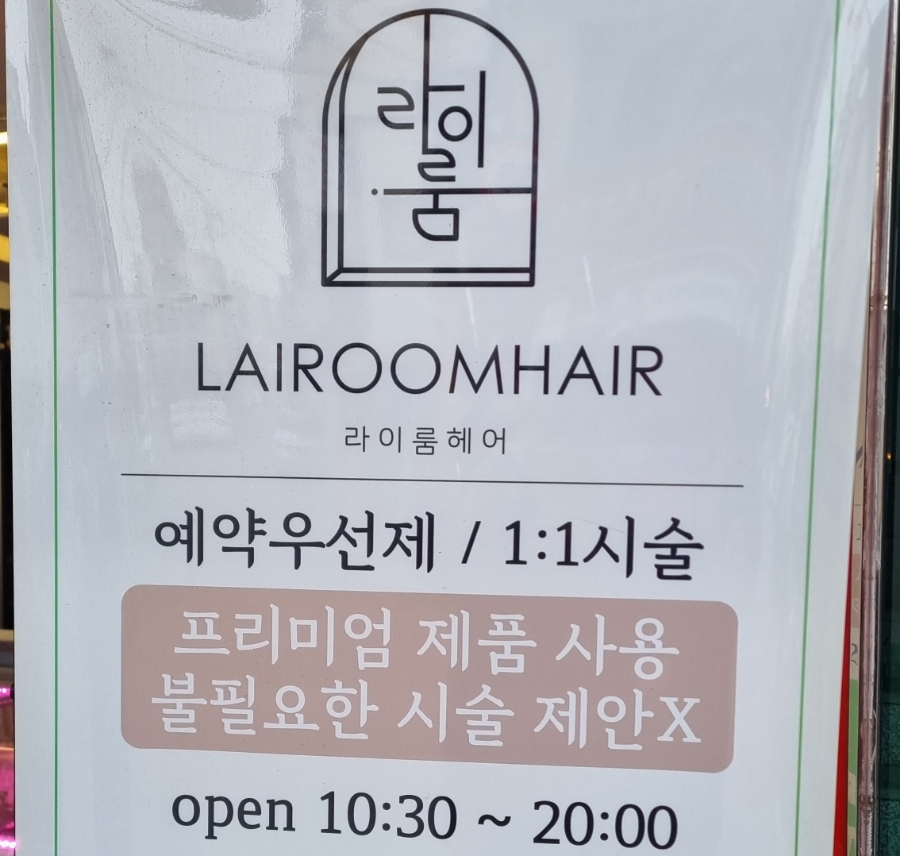 라이
룸
LAIROOMHAIR
라이룸헤어
예약우선제 / 1:1시술
프리미엄 제품 사용
불필요한 시술 제안X
open 10:30 ~ 20:00